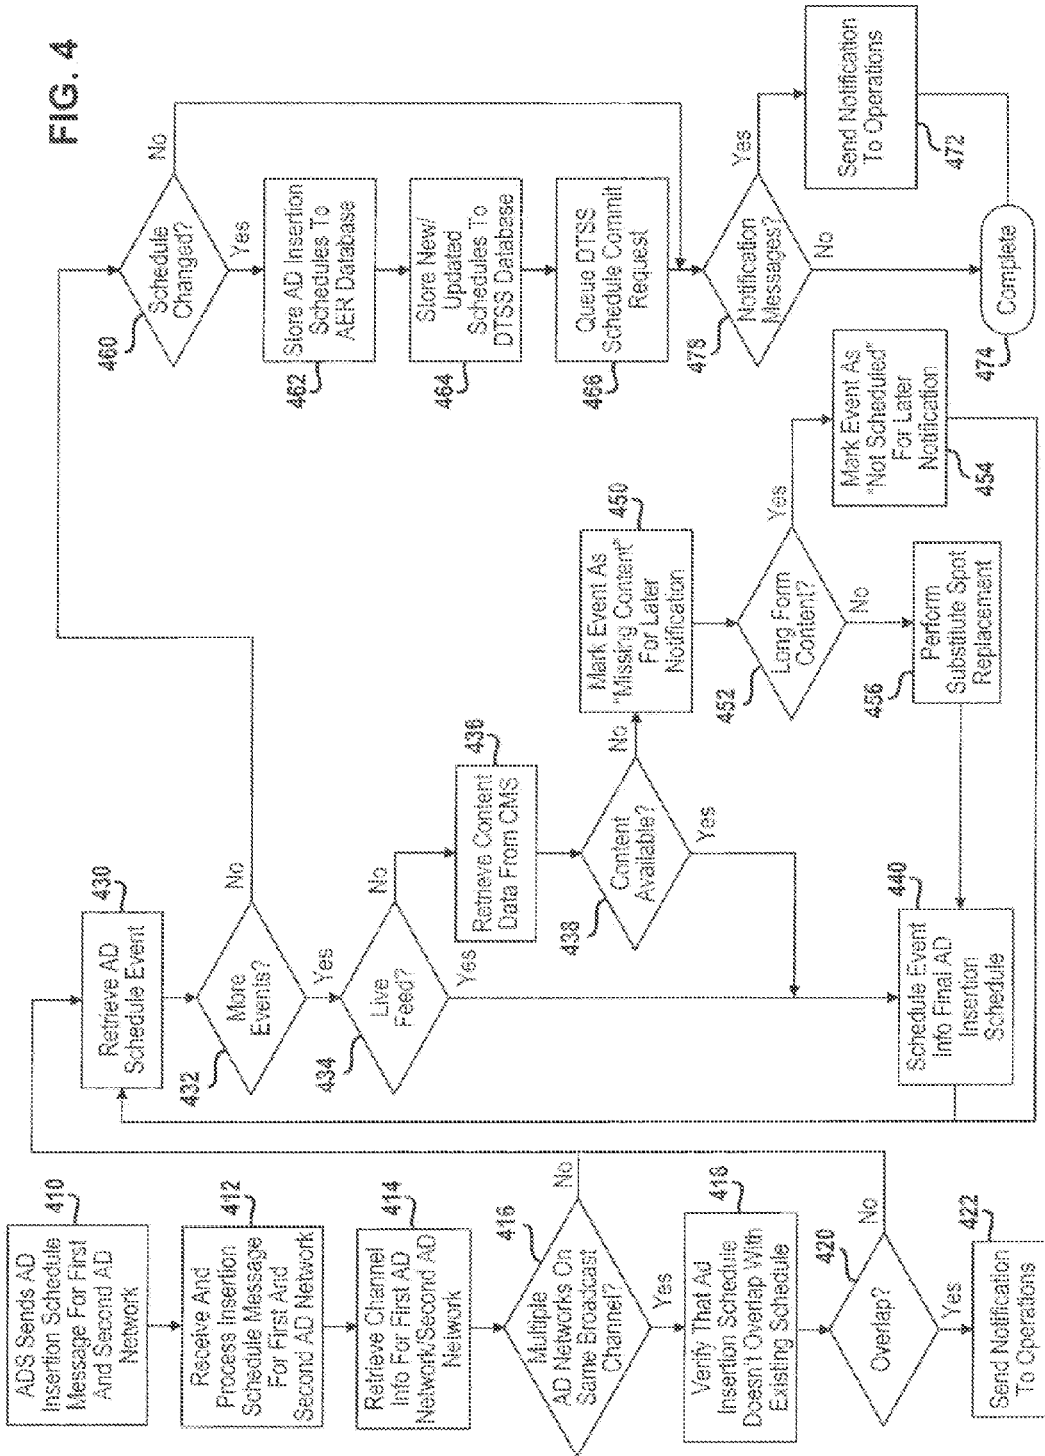 FIG. 4
410
ADS Sends AD
Insertion Schedule
Message For First
And Second AD
Network
412
Receive And
Process Insertion
Schedule Message
For First And
Second AD Network
414
Retrieve Channel
Info For First AD
Network/Second AD
Network
416
Multiple
AD Networks On
Same Broadcast
Channel?
No
Yes
418
Verify That Ad
Insertion Schedule
Doesn't Overlap With
Existing Schedule
420
Overlap?
No
Yes
422
Send Notification
To Operations
430
Retrieve AD
Schedule Event
432
More
Events?
No
Yes
434
Live
Feed?
No
Yes
436
Retrieve Content
Data From CMS
438
Content
Available?
No
Yes
440
Schedule Event
Info Final AD
Insertion
Schedule
450
Mark Event As
"Missing Content"
For Later
Notification
452
Long Form
Content?
Yes
No
454
Mark Event As
"Not Scheduled"
For Later
Notification
456
Perform
Substitute Spot
Replacement
460
Schedule
Changed?
No
Yes
462
Store AD Insertion
Schedules To
AER Database
464
Store New/
Updated
Schedules To
DTSS Database
466
Queue DTSS
Schedule Commit
Request
478
Notification
Messages?
Yes
No
472
Send Notification
To Operations
474
Complete